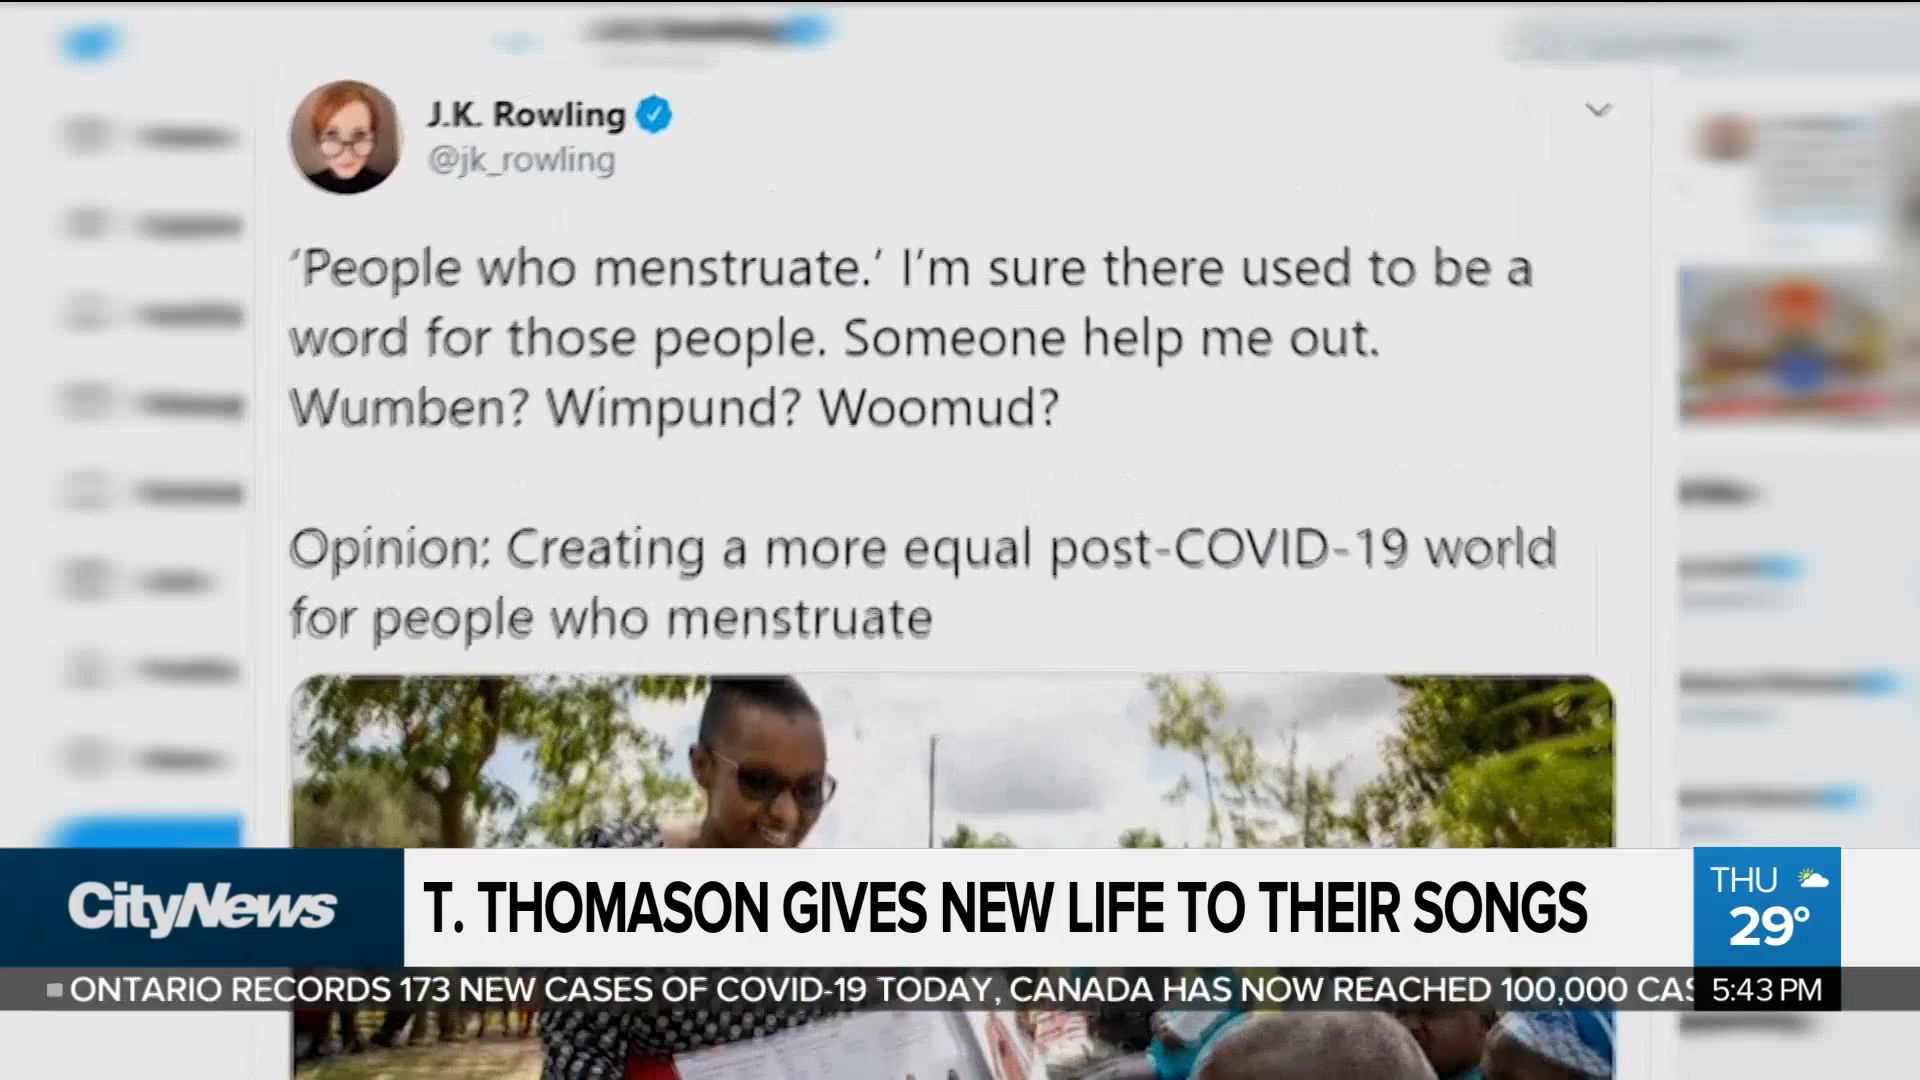 J.K. Rowling
@jk_rowling
‘People who menstruate.’ I’m sure there used to be a
word for those people. Someone help me out.
Wumben? Wimpund? Woomud?
Opinion: Creating a more equal post-COVID-19 world
for people who menstruate
CityNews
T. THOMASON GIVES NEW LIFE TO THEIR SONGS
THU
29°
ONTARIO RECORDS 173 NEW CASES OF COVID-19 TODAY, CANADA HAS NOW REACHED 100,000
5:43 PM